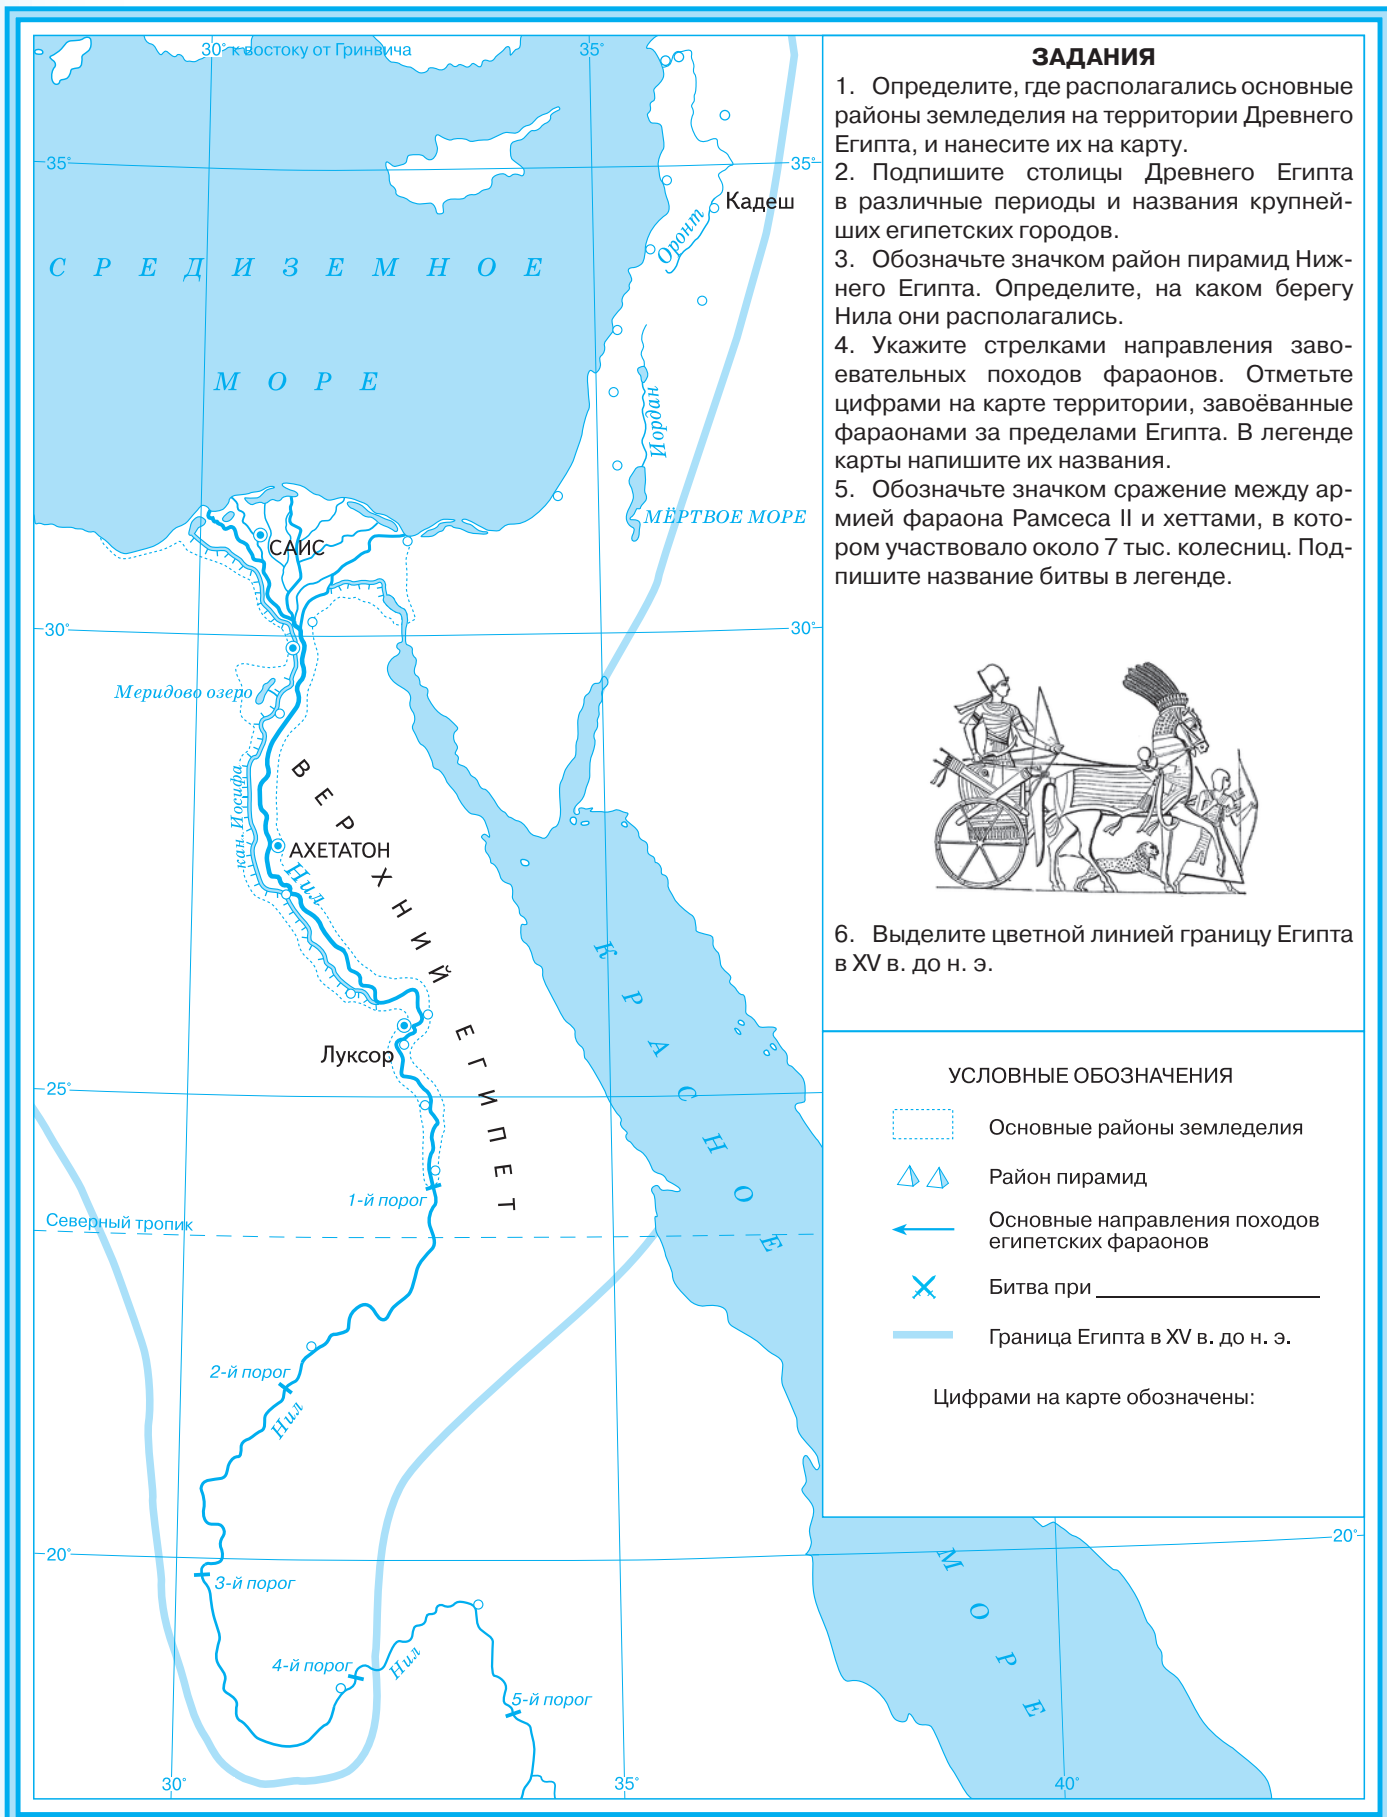 30° к востоку от Гринвича
35°
35°
35°
Кадеш
Оронт
СРЕДИЗЕМНОЕ
МОРЕ
Иордан
МЁРТВОЕ МОРЕ
САИС
30°
30°
Меридово озеро
кан. Иосифа
ВЕРХНИЙ ЕГИПЕТ
АХЕТАТОН
Нил
КРАСНОЕ
Луксор
25°
1-й порог
Северный тропик
2-й порог
Нил
20°
20°
3-й порог
4-й порог
Нил
5-й порог
МОРЕ
30°
35°
40°
ЗАДАНИЯ
1. Определите, где располагались основные
районы земледелия на территории Древнего
Египта, и нанесите их на карту.
2. Подпишите столицы Древнего Египта
в различные периоды и названия крупней-
ших египетских городов.
3. Обозначьте значком район пирамид Ниж-
него Египта. Определите, на каком берегу
Нила они располагались.
4. Укажите стрелками направления заво-
евательных походов фараонов. Отметьте
цифрами на карте территории, завоёванные
фараонами за пределами Египта. В легенде
карты напишите их названия.
5. Обозначьте значком сражение между ар-
мией фараона Рамсеса II и хеттами, в кото-
ром участвовало около 7 тыс. колесниц. Под-
пишите название битвы в легенде.
6. Выделите цветной линией границу Египта
в XV в. до н. э.
УСЛОВНЫЕ ОБОЗНАЧЕНИЯ
Основные районы земледелия
Район пирамид
Основные направления походов
египетских фараонов
Битва при
Граница Египта в XV в. до н. э.
Цифрами на карте обозначены: